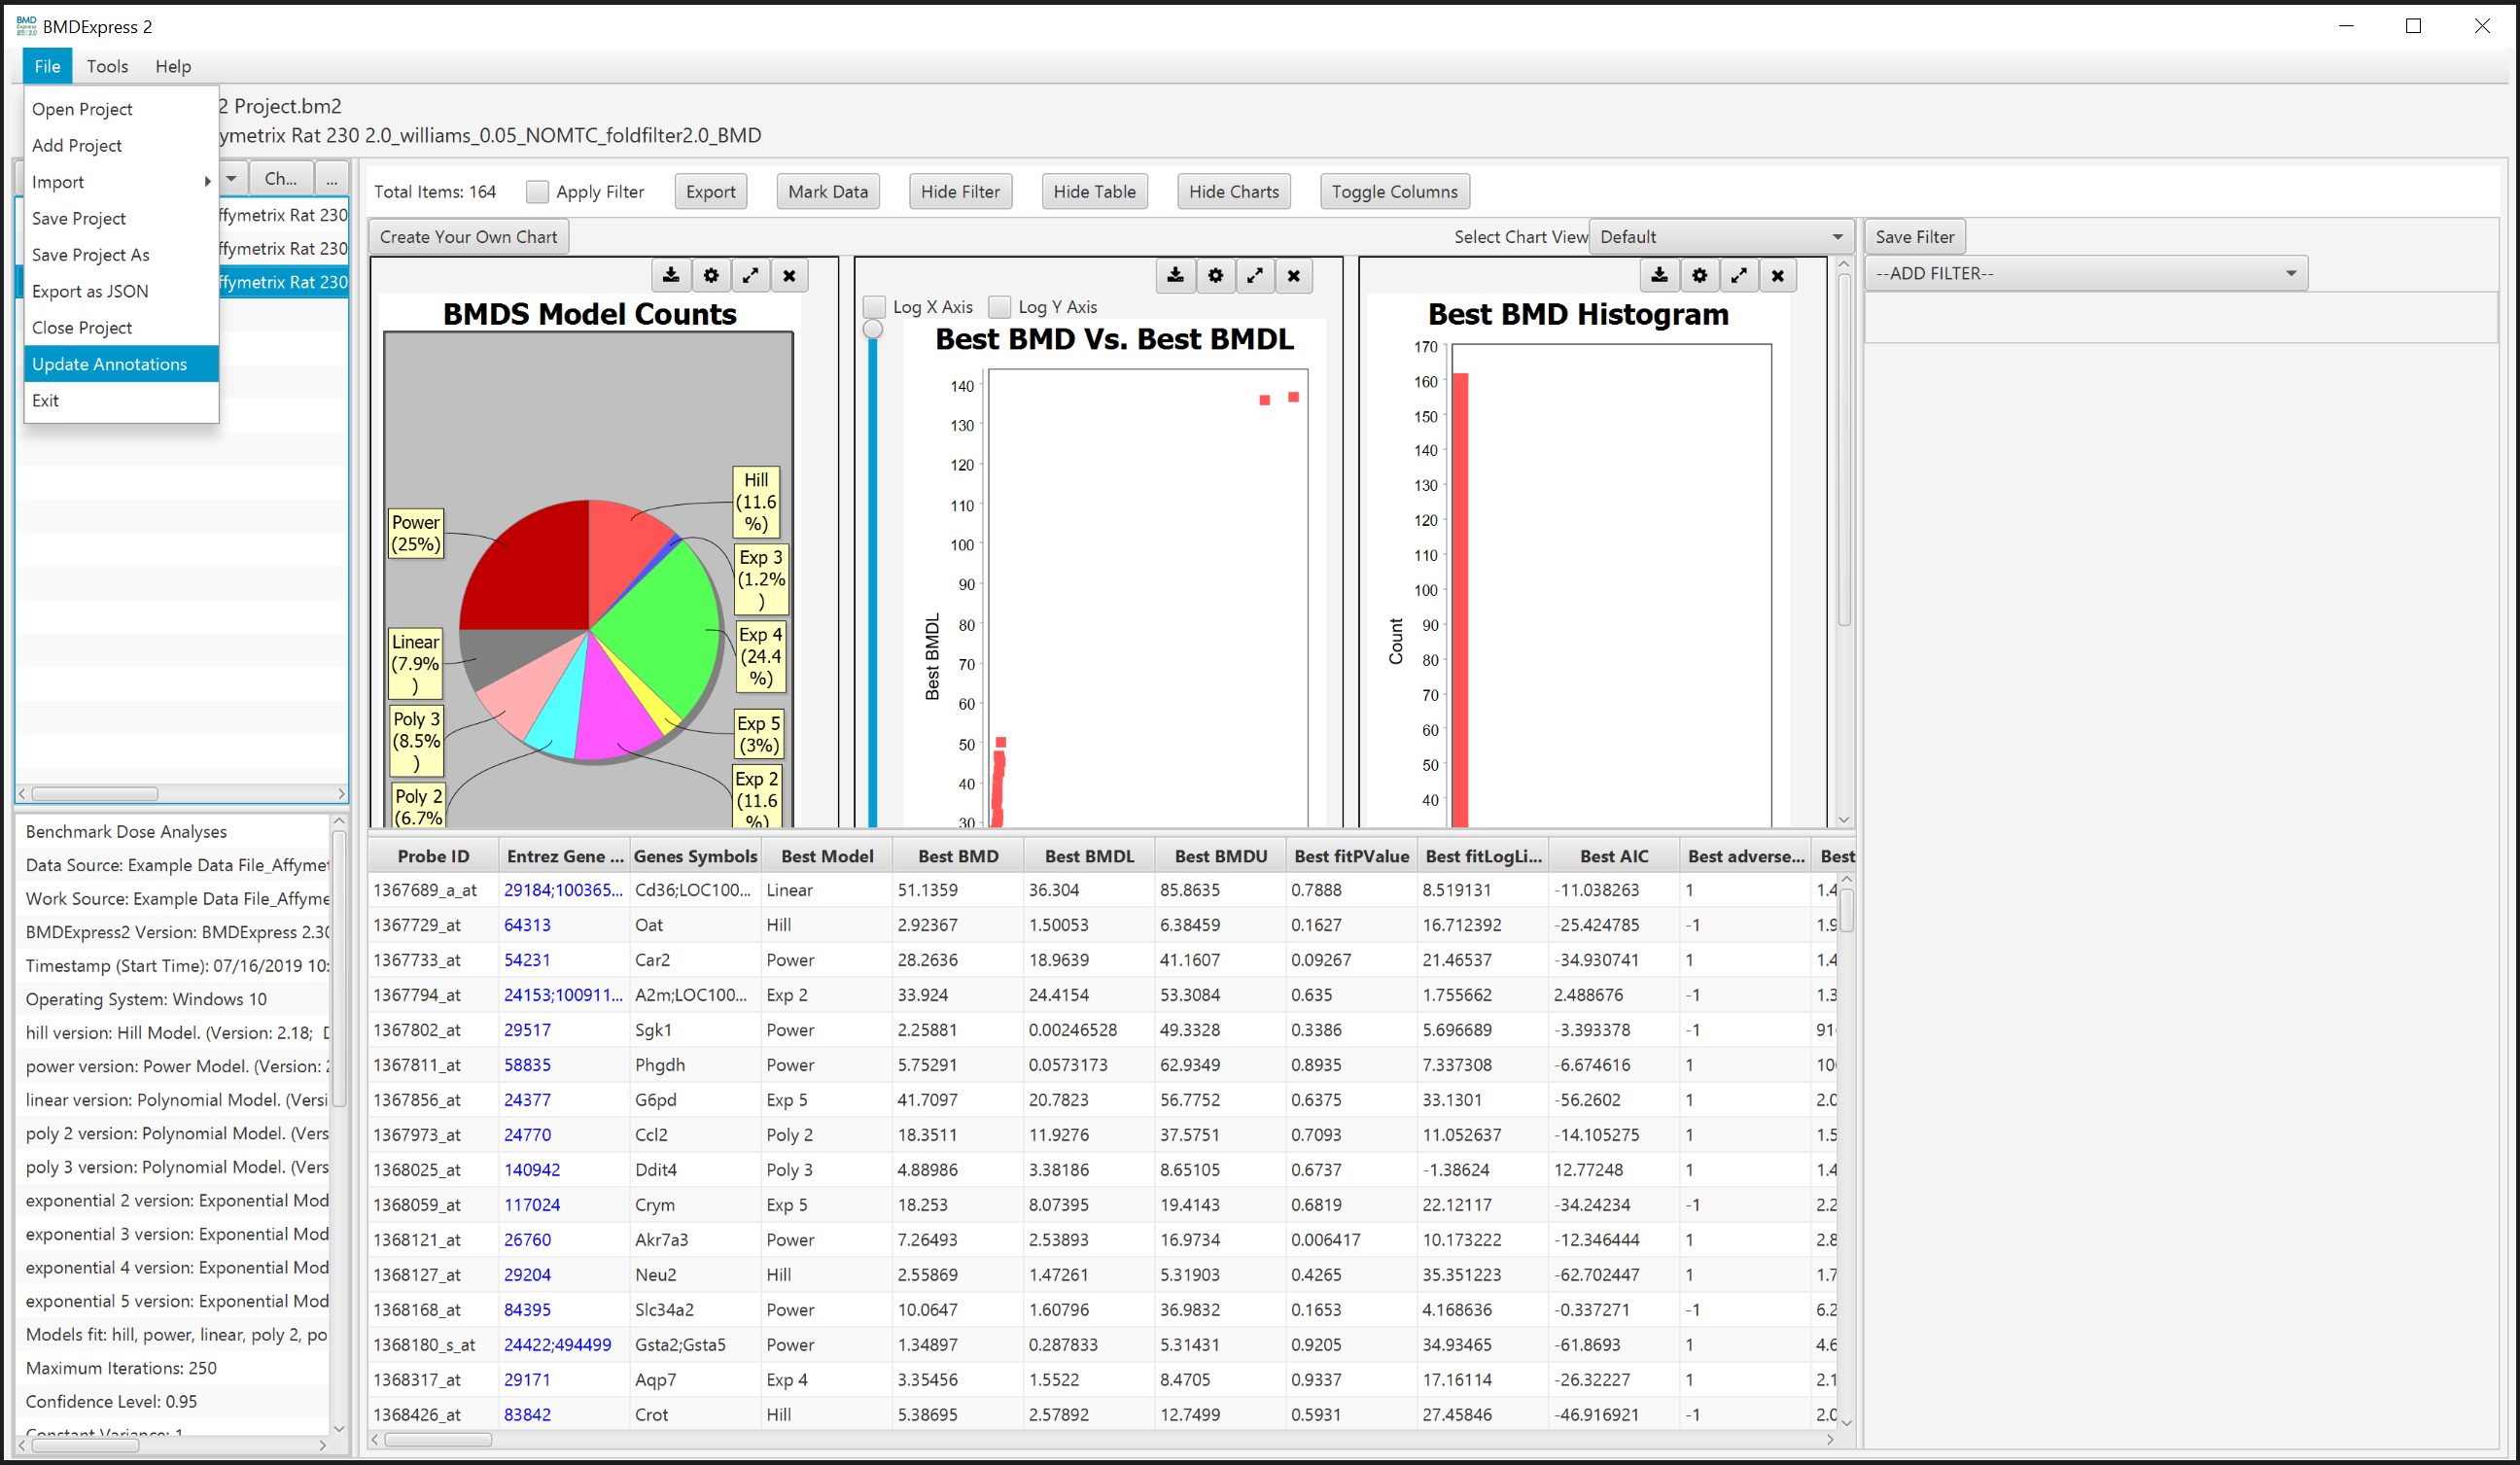 BMDExpress 2
File Tools Help
Open Project
Add Project
Import
Save Project
Save Project As
Export as JSON
Close Project
Update Annotations
Exit
2 Project.bm2
ymetrix Rat 230 2.0_williams_0.05_NOMTC_foldfilter2.0_BMD
Ch... ...
ffymetrix Rat 230
ffymetrix Rat 230
ffymetrix Rat 230
Total Items: 164 Apply Filter Export Mark Data Hide Filter Hide Table Hide Charts Toggle Columns
Create Your Own Chart Select Chart View Default
Save Filter
--ADD FILTER--
BMDS Model Counts
Hill
(11.6
%)
Power
(25%)
Exp 3
(1.2%
)
Exp 4
(24.4
%)
Linear
(7.9%
)
Poly 3
(8.5%
)
Exp 5
(3%)
Exp 2
(11.6
%)
Poly 2
(6.7%
Log X Axis Log Y Axis
Best BMD Vs. Best BMDL
140
130
120
110
100
90
80
70
60
50
40
30
Best BMDL
Best BMD Histogram
170
160
150
140
130
120
110
100
90
80
70
60
50
40
Count
Benchmark Dose Analyses
Data Source: Example Data File_Affymet
Work Source: Example Data File_Affyme
BMDExpress2 Version: BMDExpress 2.30
Timestamp (Start Time): 07/16/2019 10:
Operating System: Windows 10
hill version: Hill Model. (Version: 2.18;
power version: Power Model. (Version: 2
linear version: Polynomial Model. (Versi
poly 2 version: Polynomial Model. (Vers
poly 3 version: Polynomial Model. (Vers
exponential 2 version: Exponential Mod
exponential 3 version: Exponential Mod
exponential 4 version: Exponential Mod
exponential 5 version: Exponential Mod
Models fit: hill, power, linear, poly 2, po
Maximum Iterations: 250
Confidence Level: 0.95
Constant Variance: 1
Probe ID Entrez Gene ... Genes Symbols Best Model Best BMD Best BMDL Best BMDU Best fitPValue Best fitLogLi... Best AIC Best adverse... Best
1367689_a_at 29184;100365... Cd36;LOC100... Linear 51.1359 36.304 85.8635 0.7888 8.519131 -11.038263 1 1.4
1367729_at 64313 Oat Hill 2.92367 1.50053 6.38459 0.1627 16.712392 -25.424785 -1 1.9
1367733_at 54231 Car2 Power 28.2636 18.9639 41.1607 0.09267 21.46537 -34.930741 1 1.4
1367794_at 24153;100911... A2m;LOC100... Exp 2 33.924 24.4154 53.3084 0.635 1.755662 2.488676 -1 1.3
1367802_at 29517 Sgk1 Power 2.25881 0.00246528 49.3328 0.3386 5.696689 -3.393378 -1 91
1367811_at 58835 Phgdh Power 5.75291 0.0573173 62.9349 0.8935 7.337308 -6.674616 1 10
1367856_at 24377 G6pd Exp 5 41.7097 20.7823 56.7752 0.6375 33.1301 -56.2602 1 2.0
1367973_at 24770 Ccl2 Poly 2 18.3511 11.9276 37.5751 0.7093 11.052637 -14.105275 1 1.5
1368025_at 140942 Ddit4 Poly 3 4.88986 3.38186 8.65105 0.6737 -1.38624 12.77248 1 1.4
1368059_at 117024 Crym Exp 5 18.253 8.07395 19.4143 0.6819 22.12117 -34.24234 -1 2.2
1368121_at 26760 Akr7a3 Power 7.26493 2.53893 16.9734 0.006417 10.173222 -12.346444 1 2.8
1368127_at 29204 Neu2 Hill 2.55869 1.47261 5.31903 0.4265 35.351223 -62.702447 1 1.7
1368168_at 84395 Slc34a2 Power 10.0647 1.60796 36.9832 0.1653 4.168636 -0.337271 -1 6.2
1368180_s_at 24422;494499 Gsta2;Gsta5 Power 1.34897 0.287833 5.31431 0.9205 34.93465 -61.8693 1 4.6
1368317_at 29171 Aqp7 Exp 4 3.35456 1.5522 8.4705 0.9337 17.16114 -26.32227 1 2.1
1368426_at 83842 Crot Hill 5.38695 2.57892 12.7499 0.5931 27.45846 -46.916921 -1 2.0